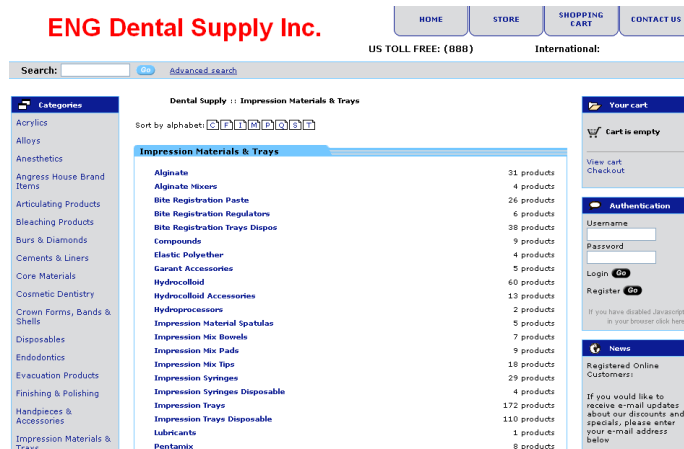 ENG Dental Supply Inc.
HOME
STORE
SHOPPING
CART
CONTACT US
US TOLL FREE: (888)
International:
Search:
Go
Advanced search
Categories
Acrylics
Alloys
Anesthetics
Angress House Brand
Items
Articulating Products
Bleaching Products
Burs & Diamonds
Cements & Liners
Core Materials
Cosmetic Dentistry
Crown Forms, Bands &
Shells
Disposables
Endodontics
Evacuation Products
Finishing & Polishing
Handpieces &
Accessories
Impression Materials &
Trays
Dental Supply :: Impression Materials & Trays
Sort by alphabet: C F I M P Q S T
Impression Materials & Trays
Alginate 31 products
Alginate Mixers 4 products
Bite Registration Paste 26 products
Bite Registration Regulators 6 products
Bite Registration Trays Dispos 38 products
Compounds 9 products
Elastic Polyether 4 products
Garant Accessories 5 products
Hydrocolloid 60 products
Hydrocolloid Accessories 13 products
Hydroprocessors 2 products
Impression Material Spatulas 5 products
Impression Mix Bowels 7 products
Impression Mix Pads 9 products
Impression Mix Tips 18 products
Impression Syringes 29 products
Impression Syringes Disposable 4 products
Impression Trays 172 products
Impression Trays Disposable 110 products
Lubricants 1 products
Pentamix 8 products
Your cart
Cart is empty
View cart
Checkout
Authentication
Username
Password
Login Go
Register Go
If you have disabled Javascript
in your browser click here
News
Registered Online
Customers:
If you would like to
receive e-mail updates
about our discounts and
specials, please enter
your e-mail address
below